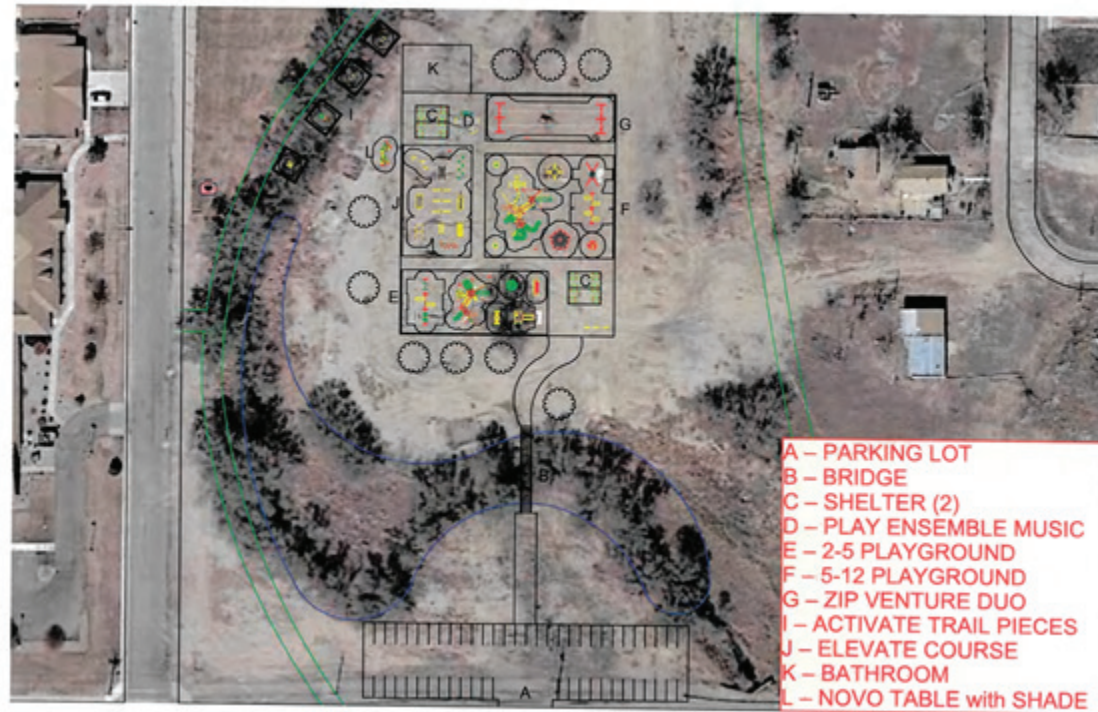 K
C
D
G
I
L
J
F
E
C
B
A
A – PARKING LOT
B – BRIDGE
C – SHELTER (2)
D – PLAY ENSEMBLE MUSIC
E – 2-5 PLAYGROUND
F – 5-12 PLAYGROUND
G – ZIP VENTURE DUO
I – ACTIVATE TRAIL PIECES
J – ELEVATE COURSE
K – BATHROOM
L – NOVO TABLE with SHADE